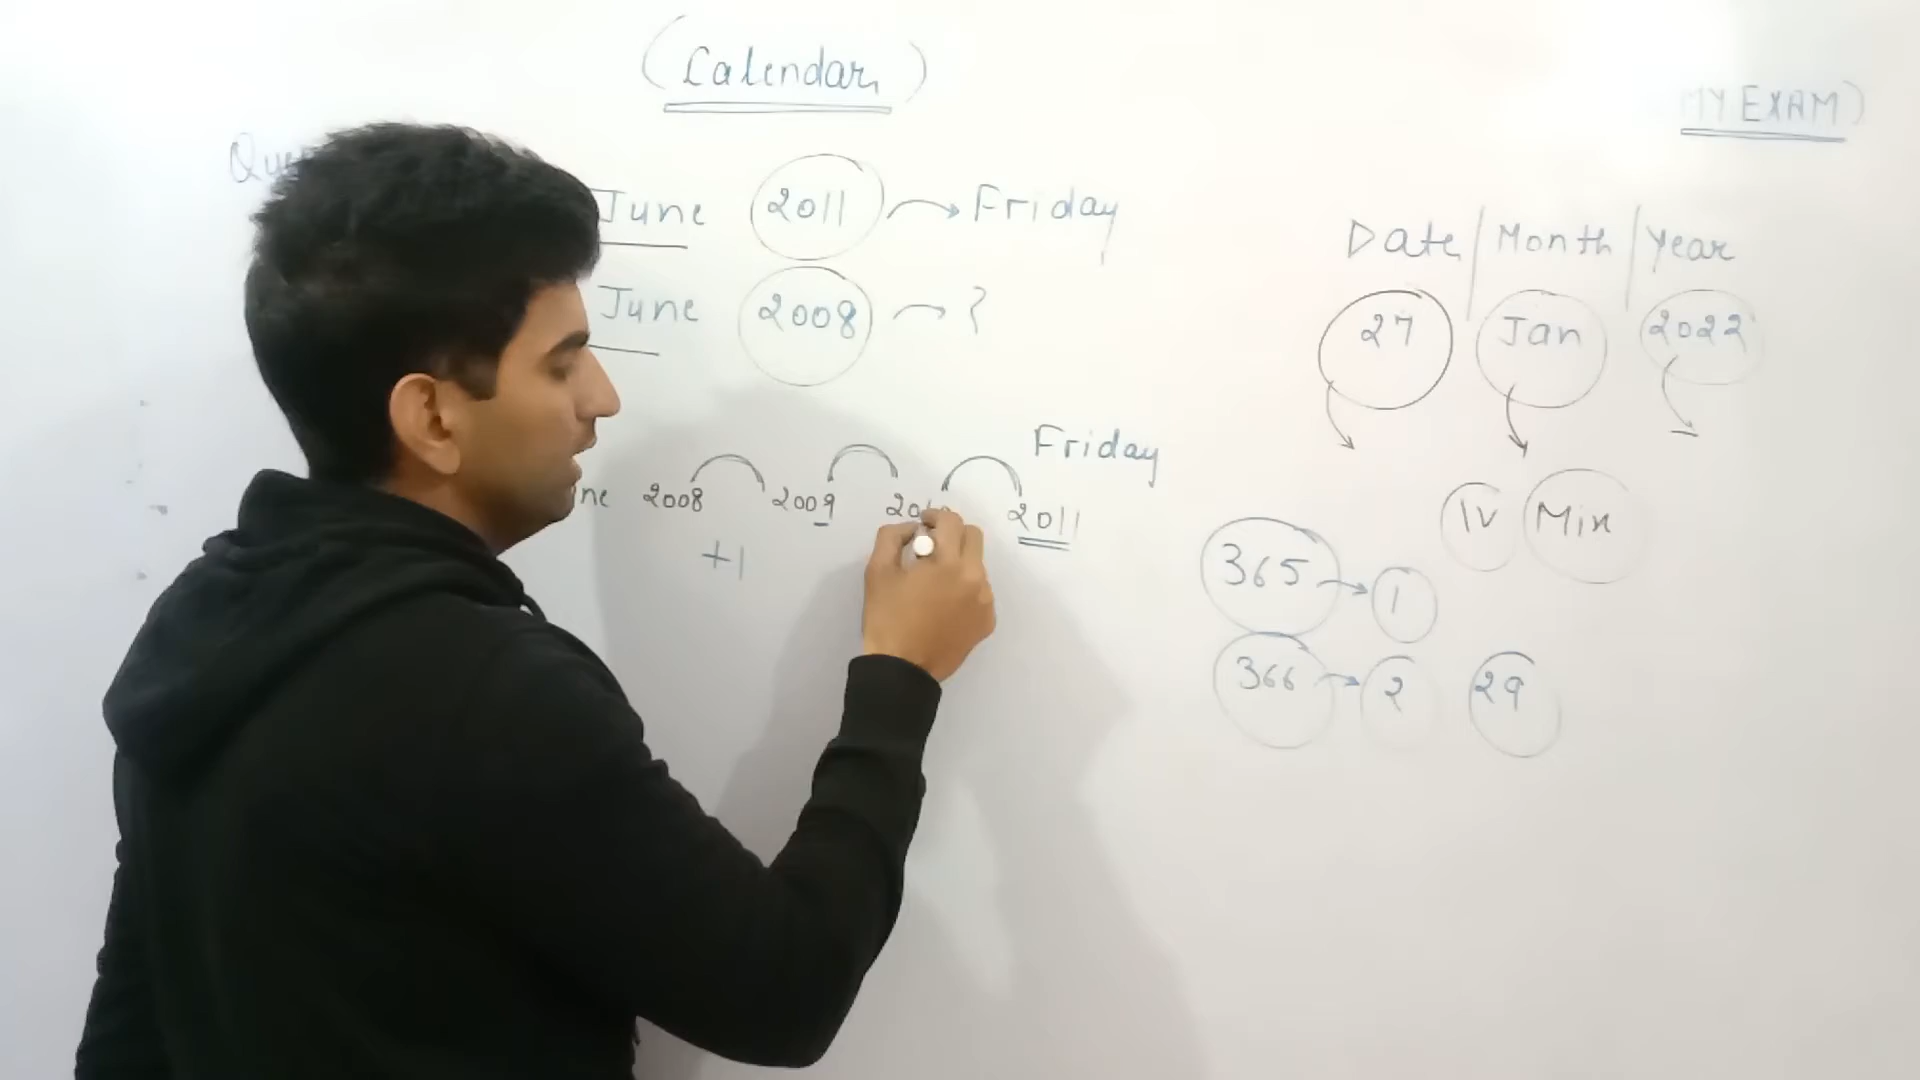 (Calendar)
MY EXAM)
June 2011 → Friday
June 2008 → ?
Date | Month | Year
27 Jan 2022
Friday
2008 2009 2011
+1
IV Min
365 → 1
366 → 2 29